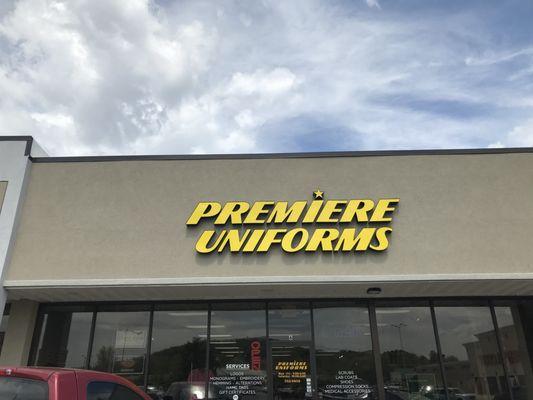 PREMIERE
UNIFORMS
SERVICES
LOGOS
MONOGRAMS - EMBROIDERY
HEMMING - ALTERATIONS
NAME PINS
GIFT CERTIFICATES
PREMIERE
UNIFORMS
SCRUBS
LAB COATS
SHOES
COMPRESSION SOCKS
MEDICAL ACCESSORIES